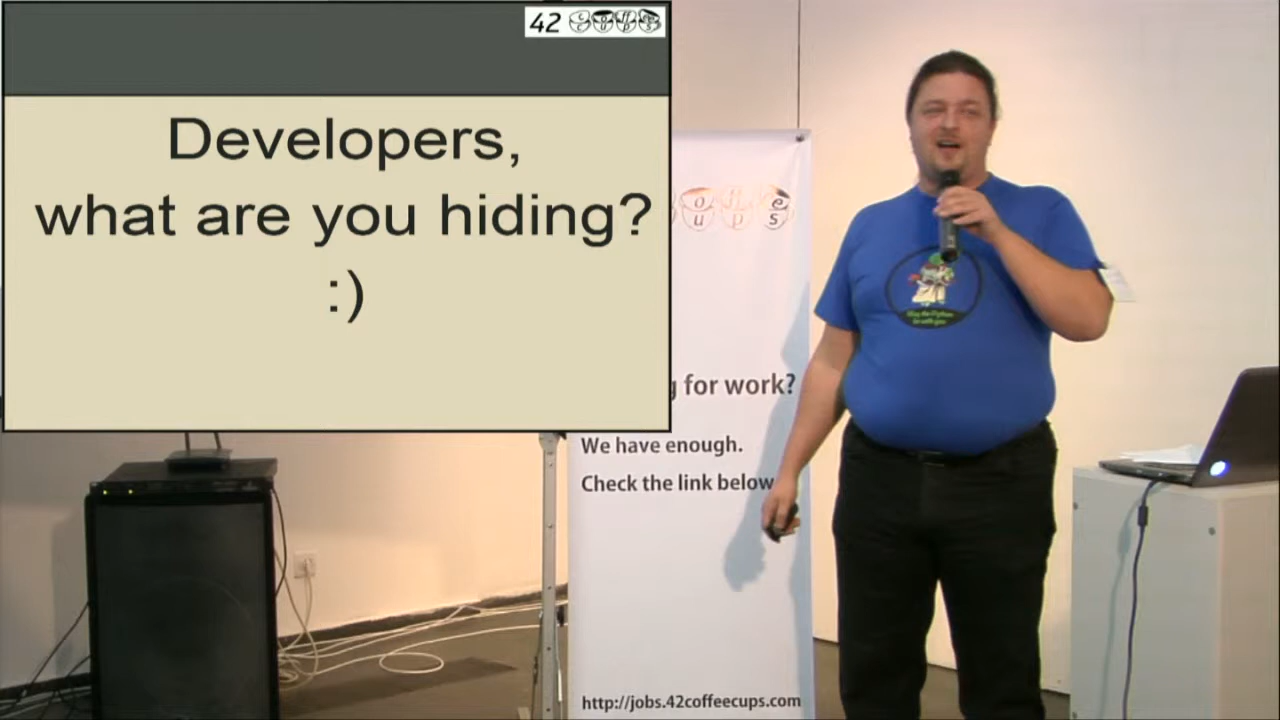 42
Developers,
what are you hiding?
:)
for work?
We have enough.
Check the link below
http://jobs.42coffeecups.com